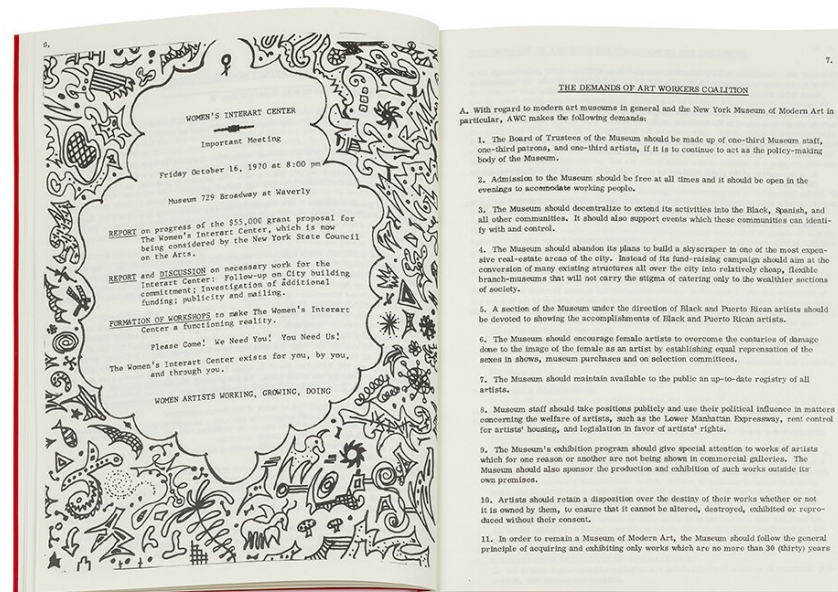 6.
WOMEN'S INTERART CENTER
Important Meeting
Friday October 16, 1970 at 8:00 pm
Museum 729 Broadway at Waverly
REPORT on progress of the $55,000 grant proposal for
The Women's Interart Center, which is now
being considered by the New York State Council
on the Arts.
REPORT and DISCUSSION on necessary work for the
Interart Center: Follow-up on City building
committment; Investigation of additional
funding; publicity and mailing.
FORMATION OF WORKSHOPS to make The Women's Interart
Center a functioning reality.
Please Come! We Need You! You Need Us!
The Women's Interart Center exists for you, by you,
and through you.
WOMEN ARTISTS WORKING, GROWING, DOING
7.
THE DEMANDS OF ART WORKERS COALITION
A. With regard to modern art museums in general and the New York Museum of Modern Art in
particular, AWC makes the following demands:
1. The Board of Trustees of the Museum should be made up of one-third Museum staff,
one-third patrons, and one-third artists, if it is to continue to act as the policy-making
body of the Museum.
2. Admission to the Museum should be free at all times and it should be open in the
evenings to accomodate working people.
3. The Museum should decentralize to extend its activities into the Black, Spanish, and
all other communities. It should also support events which these communities can identi-
fy with and control.
4. The Museum should abandon its plans to build a skyscraper in one of the most expen-
sive real-estate areas of the city. Instead of its fund-raising campaign should aim at the
conversion of many existing structures all over the city into relatively cheap, flexible
branch-museums that will not carry the stigma of catering only to the wealthier sections
of society.
5. A section of the Museum under the direction of Black and Puerto Rican artists should
be devoted to showing the accomplishments of Black and Puerto Rican artists.
6. The Museum should encourage female artists to overcome the centuries of damage
done to the image of the female as an artist by establishing equal reprensation of the
sexes in shows, museum purchases and on selection committees.
7. The Museum should maintain available to the public an up-to-date registry of all
artists.
8. Museum staff should take positions publicly and use their political influence in matters
concerning the welfare of artists, such as the Lower Manhattan Expressway, rent control
for artists' housing, and legislation in favor of artists' rights.
9. The Museum's exhibition program should give special attention to works of artists
which for one reason or another are not being shown in commercial galleries. The
Museum should also sponsor the production and exhibition of such works outside its
own premises.
10. Artists should retain a disposition over the destiny of their works whether or not
it is owned by them, to ensure that it cannot be altered, destroyed, exhibited or repro-
duced without their consent.
11. In order to remain a Museum of Modern Art, the Museum should follow the general
principle of acquiring and exhibiting only works which are no more than 30 (thirty) years